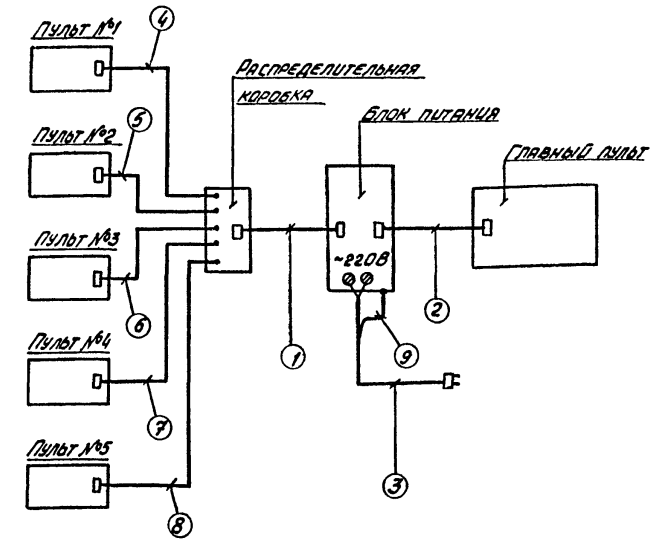 Пульт №1
4
Распределительная
коробка
Блок питания
Главный пульт
Пульт №2
5
Пульт №3
6
~220В
Пульт №4
7
1
9
2
Пульт №5
8
3